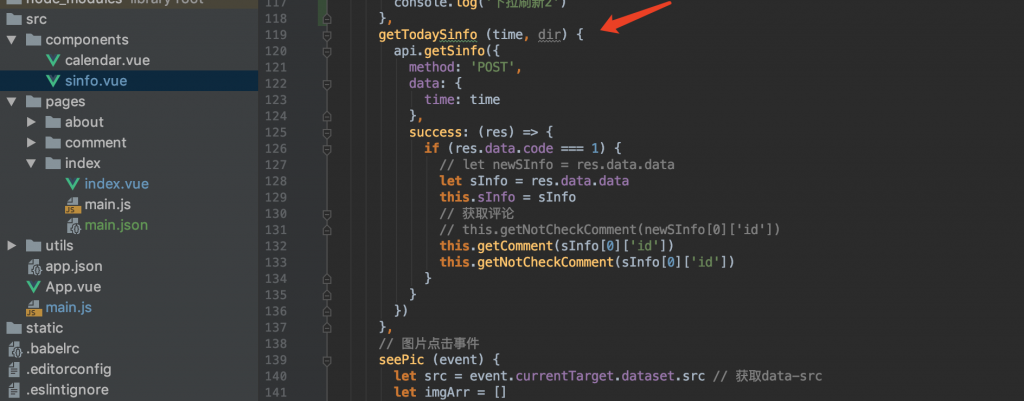 node_modules library root
src
components
calendar.vue
sinfo.vue
pages
about
comment
index
index.vue
main.js
main.json
utils
app.json
App.vue
main.js
static
.babelrc
.editorconfig
.eslintignore
117 console.log('下拉刷新2')
118 },
119 getTodaySinfo (time, dir) {
120 api.getSinfo({
121 method: 'POST',
122 data: {
123 time: time
124 },
125 success: (res) => {
126 if (res.data.code === 1) {
127 // let newSInfo = res.data.data
128 let sInfo = res.data.data
129 this.sInfo = sInfo
130 // 获取评论
131 // this.getNotCheckComment(newSInfo[0]['id'])
132 this.getComment(sInfo[0]['id'])
133 this.getNotCheckComment(sInfo[0]['id'])
134 }
135 }
136 })
137 },
138 // 图片点击事件
139 seePic (event) {
140 let src = event.currentTarget.dataset.src // 获取data-src
141 let imgArr = []